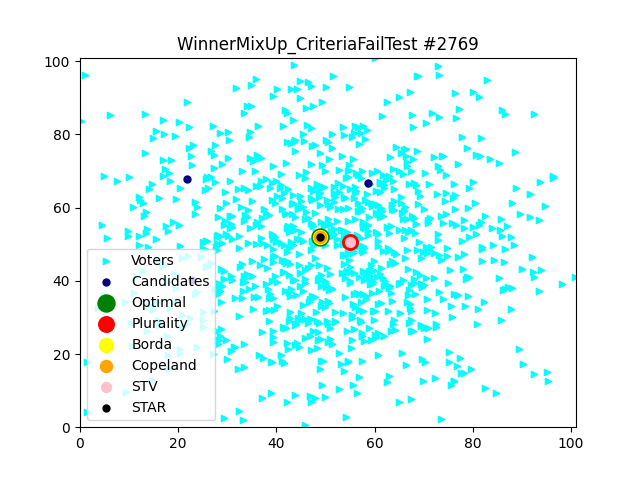 WinnerMixUp_CriteriaFailTest #2769
100
80
60
40
20
0
0
20
40
60
80
100
Voters
Candidates
Optimal
Plurality
Borda
Copeland
STV
STAR